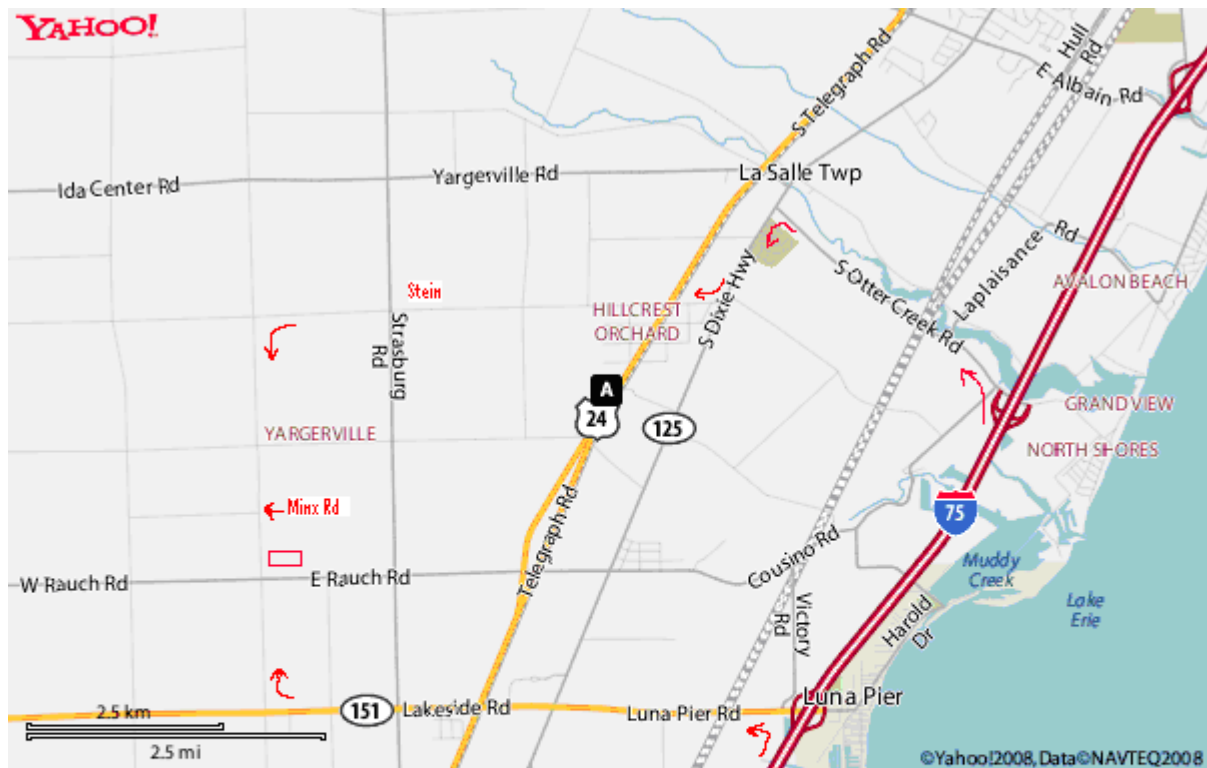 YAHOO!
Hull
Rd
E Albain Rd
S Telegraph Rd
Ida Center Rd
Yargerville Rd
La Salle Twp
Laplaisance Rd
S Otter Creek Rd
AVALON BEACH
S Dixie Hwy
Stein
HILLCREST
ORCHARD
Strasburg
Rd
A
24
125
GRAND VIEW
YARGERVILLE
NORTH SHORES
Minx Rd
Telegraph Rd
75
Cousino Rd
Muddy
Creek
W Rauch Rd
E Rauch Rd
Victory
Rd
Harold
Dr
Lake
Erie
151
Lakeside Rd
Luna Pier Rd
Luna Pier
2.5 km
2.5 mi
©Yahoo!2008, Data©NAVTEQ2008